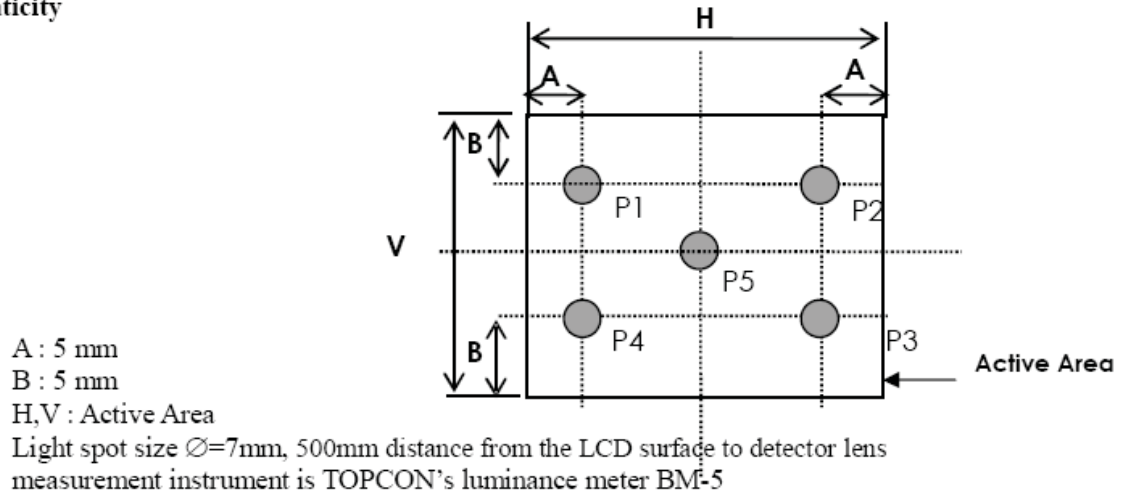 aticity
H
A
A
B
P1
P2
V
P5
B
P4
P3
Active Area
A : 5 mm
B : 5 mm
H,V : Active Area
Light spot size ∅=7mm, 500mm distance from the LCD surface to detector lens
measurement instrument is TOPCON's luminance meter BM-5